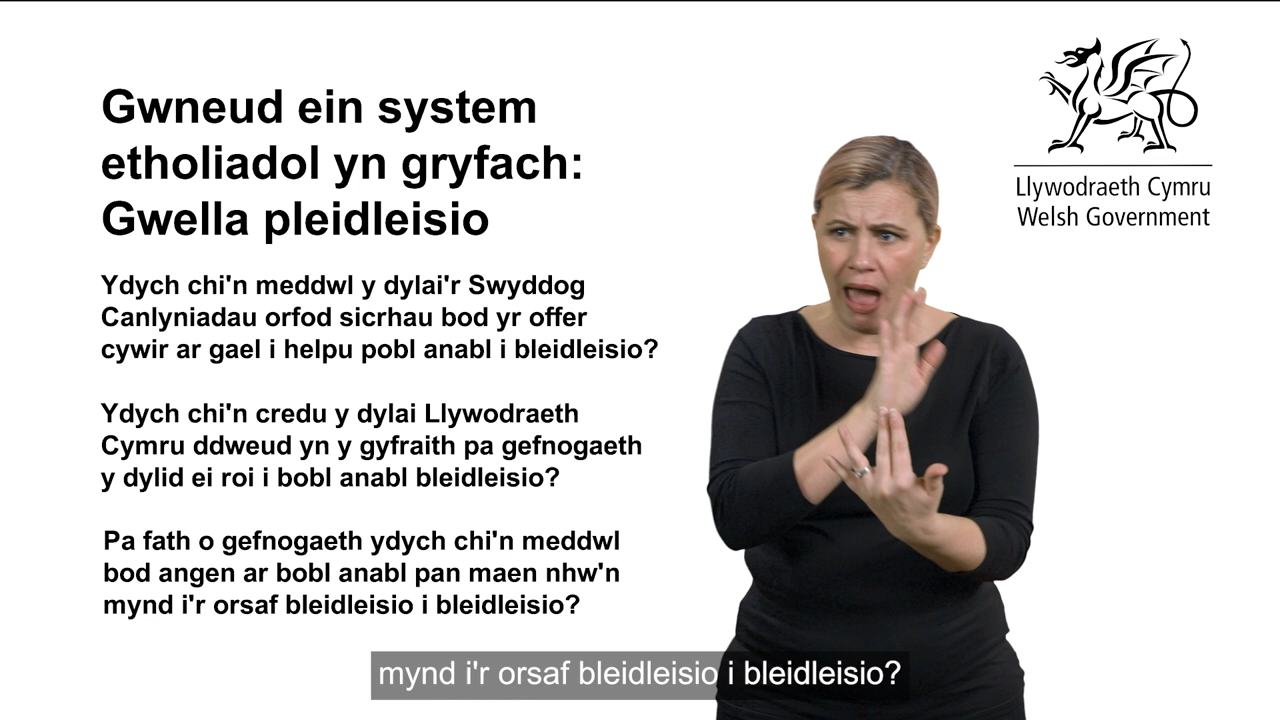 Gwneud ein system
etholiadol yn gryfach:
Gwella pleidleisio
Ydych chi'n meddwl y dylai'r Swyddog
Canlyniadau orfod sicrhau bod yr offer
cywir ar gael i helpu pobl anabl i bleidleisio?
Ydych chi'n credu y dylai Llywodraeth
Cymru ddweud yn y gyfraith pa gefnogaeth
y dylid ei roi i bobl anabl bleidleisio?
Pa fath o gefnogaeth ydych chi'n meddwl
bod angen ar bobl anabl pan maen nhw'n
mynd i'r orsaf bleidleisio i bleidleisio?
Llywodraeth Cymru
Welsh Government
mynd i'r orsaf bleidleisio i bleidleisio?